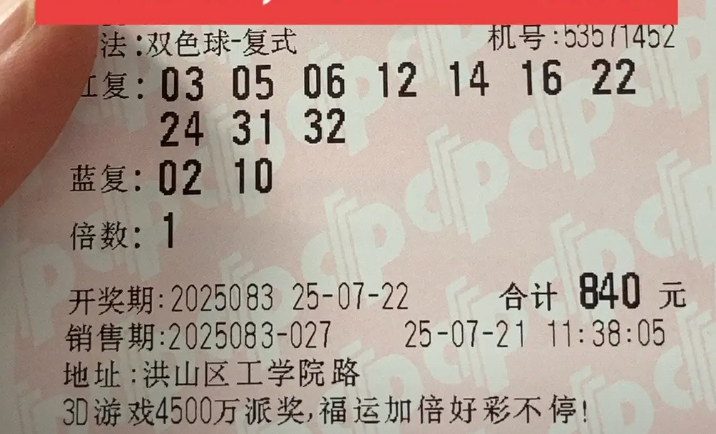 法:双色球-复式 机号:53571452
红复: 03 05 06 12 14 16 22
24 31 32
蓝复: 02 10
倍数: 1
开奖期:2025083 25-07-22 合计 840 元
销售期:2025083-027 25-07-21 11:38:05
地址:洪山区工学院路
3D游戏4500万派奖,福运加倍好彩不停!